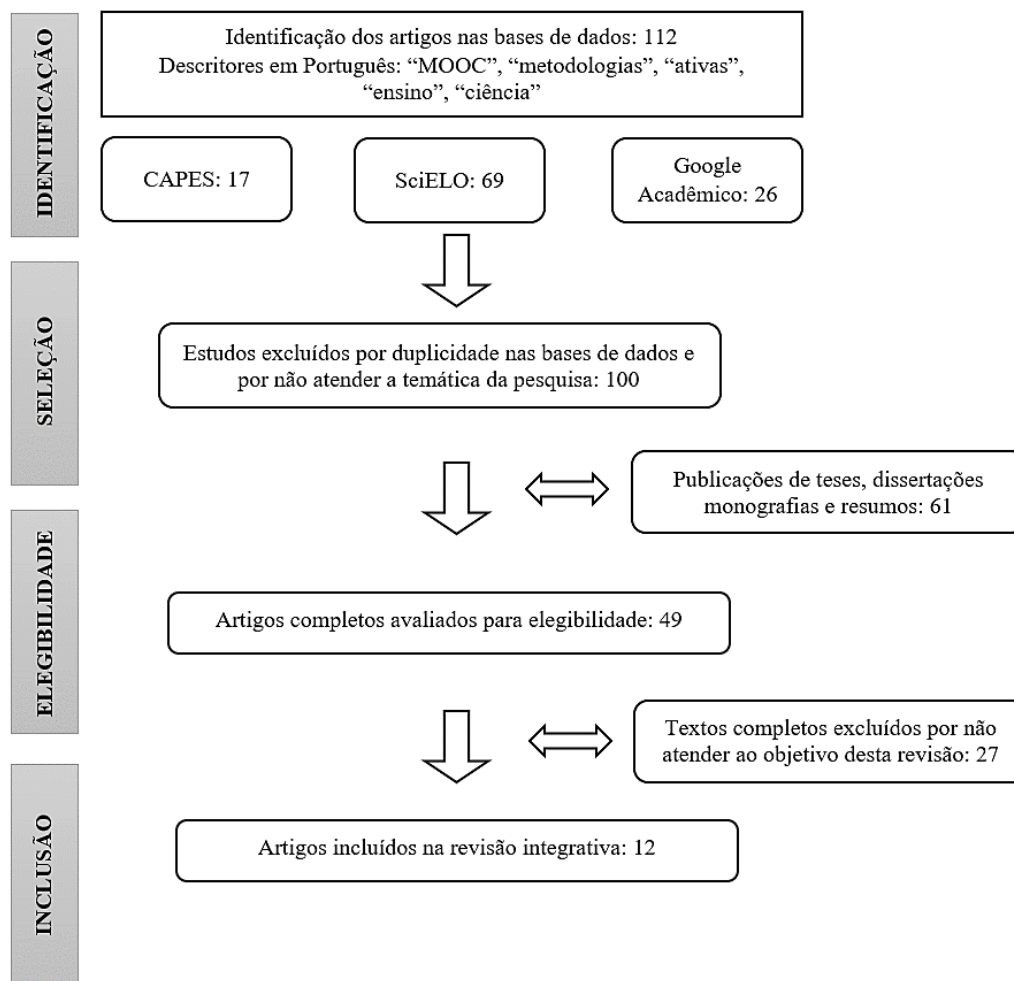 IDENTIFICAÇÃO
Identificação dos artigos nas bases de dados: 112
Descritores em Português: “MOOC”, “metodologias”, “ativas”,
“ensino”, “ciência”
CAPES: 17
SciELO: 69
Google
Acadêmico: 26
SELEÇÃO
Estudos excluídos por duplicidade nas bases de dados e
por não atender a temática da pesquisa: 100
Publicações de teses, dissertações
monografias e resumos: 61
ELEGIBILIDADE
Artigos completos avaliados para elegibilidade: 49
Textos completos excluídos por não
atender ao objetivo desta revisão: 27
INCLUSÃO
Artigos incluídos na revisão integrativa: 12